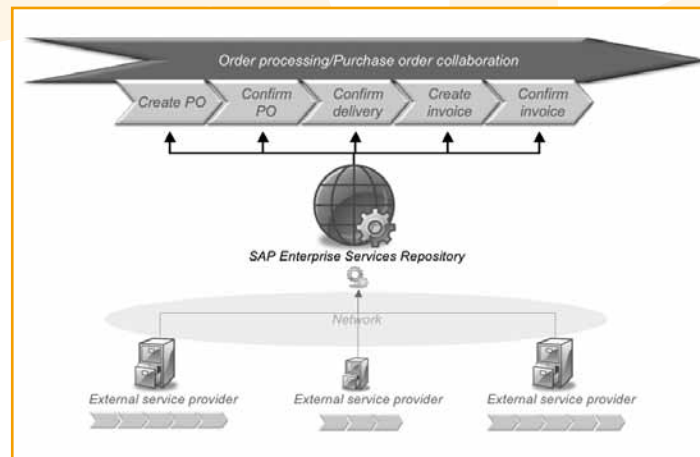 Order processing/Purchase order collaboration
Create PO
Confirm
PO
Confirm
delivery
Create
invoice
Confirm
invoice
SAP Enterprise Services Repository
Network
External service provider
External service provider
External service provider